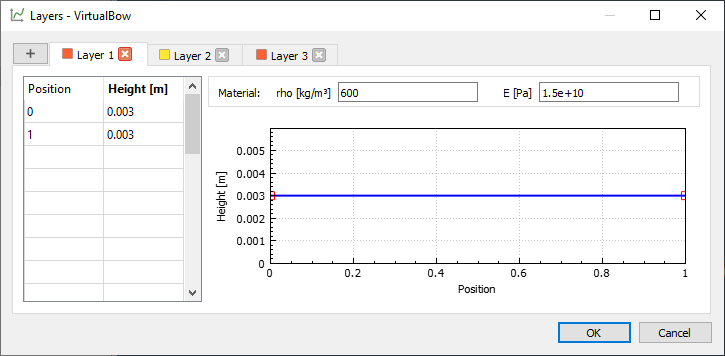 Layers - VirtualBow
+ Layer 1 Layer 2 Layer 3
Position Height [m]
0 0.003
1 0.003
Material: rho [kg/m³] 600 E [Pa] 1.5e+10
Height [m]
0.005
0.004
0.003
0.002
0.001
0
0 0.2 0.4 0.6 0.8 1
Position
OK Cancel